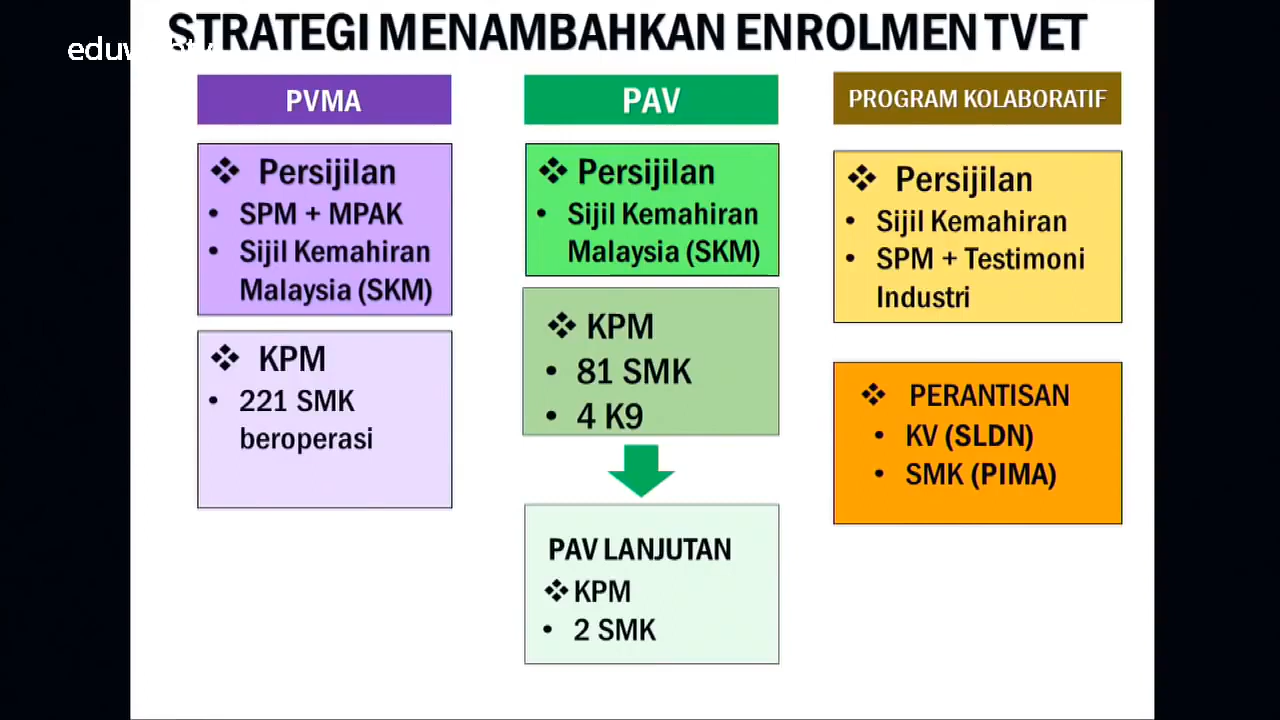 STRATEGI MENAMBAHKAN ENROLMEN TVET
PVMA
❖ Persijilan
• SPM + MPAK
• Sijil Kemahiran
Malaysia (SKM)
❖ KPM
• 221 SMK
beroperasi
PAV
❖ Persijilan
• Sijil Kemahiran
Malaysia (SKM)
❖ KPM
• 81 SMK
• 4 K9
PAV LANJUTAN
❖ KPM
• 2 SMK
PROGRAM KOLABORATIF
❖ Persijilan
• Sijil Kemahiran
• SPM + Testimoni
Industri
❖ PERANTISAN
• KV (SLDN)
• SMK (PIMA)